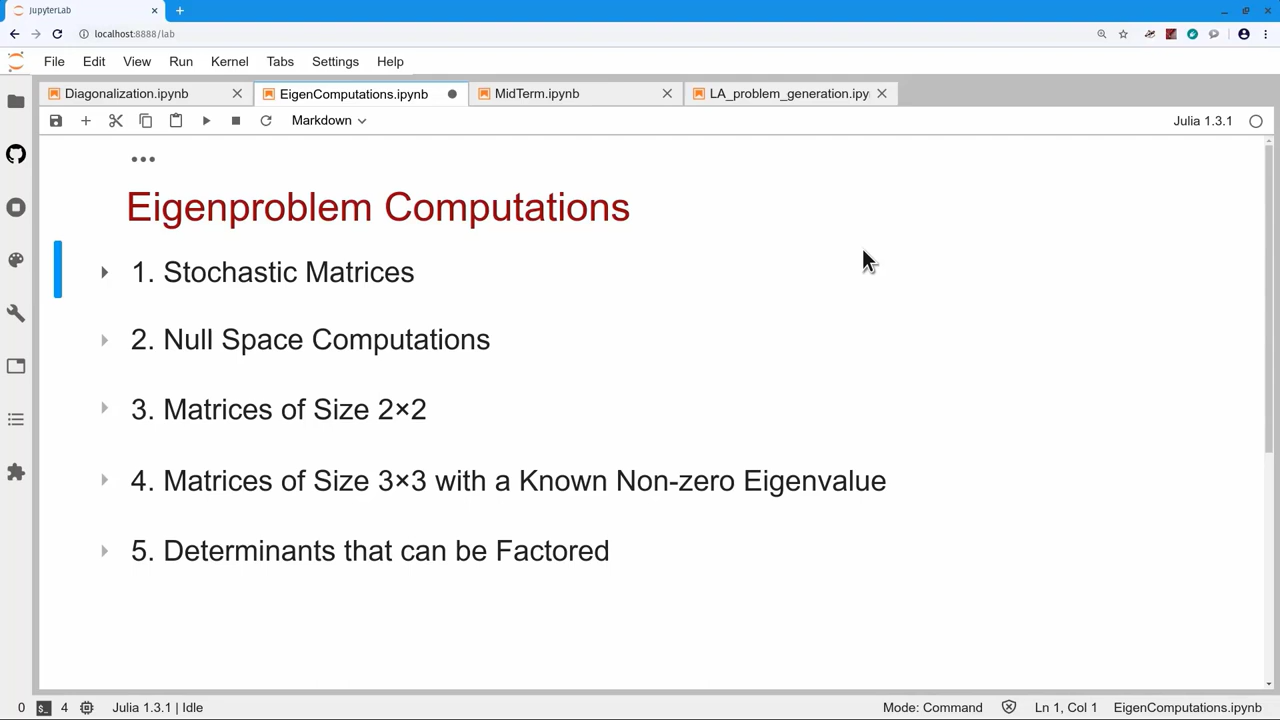 JupyterLab
localhost:8888/lab
File Edit View Run Kernel Tabs Settings Help
Diagonalization.ipynb EigenComputations.ipynb MidTerm.ipynb LA_problem_generation.ipy
Markdown Julia 1.3.1
Eigenproblem Computations
1. Stochastic Matrices
2. Null Space Computations
3. Matrices of Size 2×2
4. Matrices of Size 3×3 with a Known Non-zero Eigenvalue
5. Determinants that can be Factored
0 4 Julia 1.3.1 | Idle Mode: Command Ln 1, Col 1 EigenComputations.ipynb